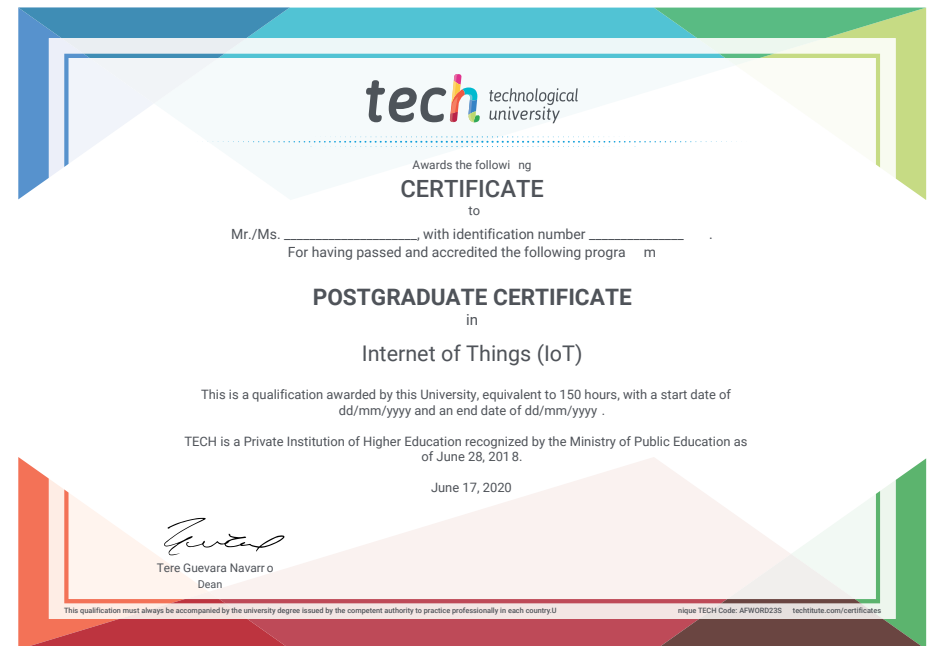 tech technological
university
Awards the followi ng
CERTIFICATE
to
Mr./Ms. ____________________, with identification number ______________ .
For having passed and accredited the following progra m
POSTGRADUATE CERTIFICATE
in
Internet of Things (IoT)
This is a qualification awarded by this University, equivalent to 150 hours, with a start date of
dd/mm/yyyy and an end date of dd/mm/yyyy .
TECH is a Private Institution of Higher Education recognized by the Ministry of Public Education as
of June 28, 2018.
June 17, 2020
Tere Guevara Navarr o
Dean
This qualification must always be accompanied by the university degree issued by the competent authority to practice professionally in each country.U nique TECH Code: AFWORD23S techtitute.com/certificates